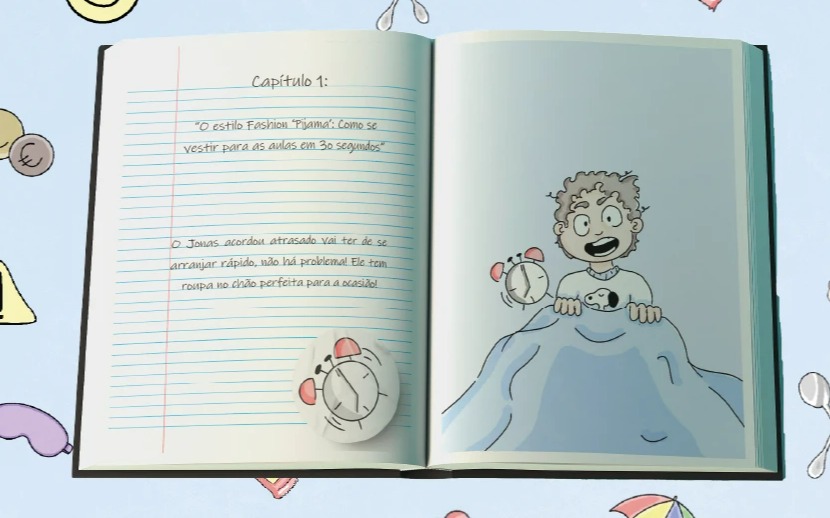 Capítulo 1:
"O estilo Fashion "Pijama": Como se
vestir para as aulas em 30 segundos"
O Jonas acordou atrasado vai ter de se
arranjar rápido, não há problema! Ele tem
roupa no chão perfeita para a ocasião!
€
!